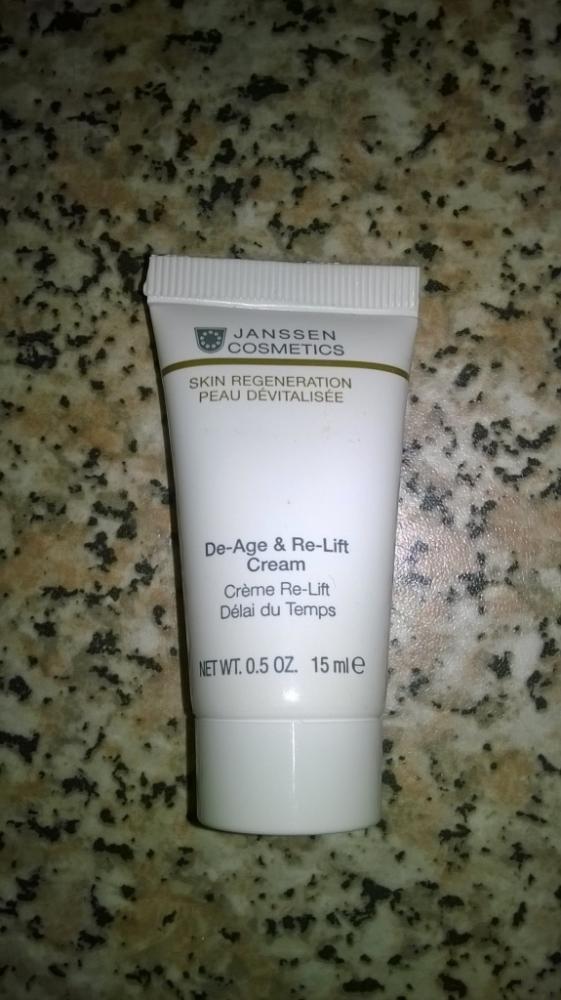 JANSSEN
COSMETICS
SKIN REGENERATION
PEAU DÉVITALISÉE
De-Age & Re-Lift
Cream
Crème Re-Lift
Délai du Temps
NET WT. 0.5 OZ. 15 ml ℮